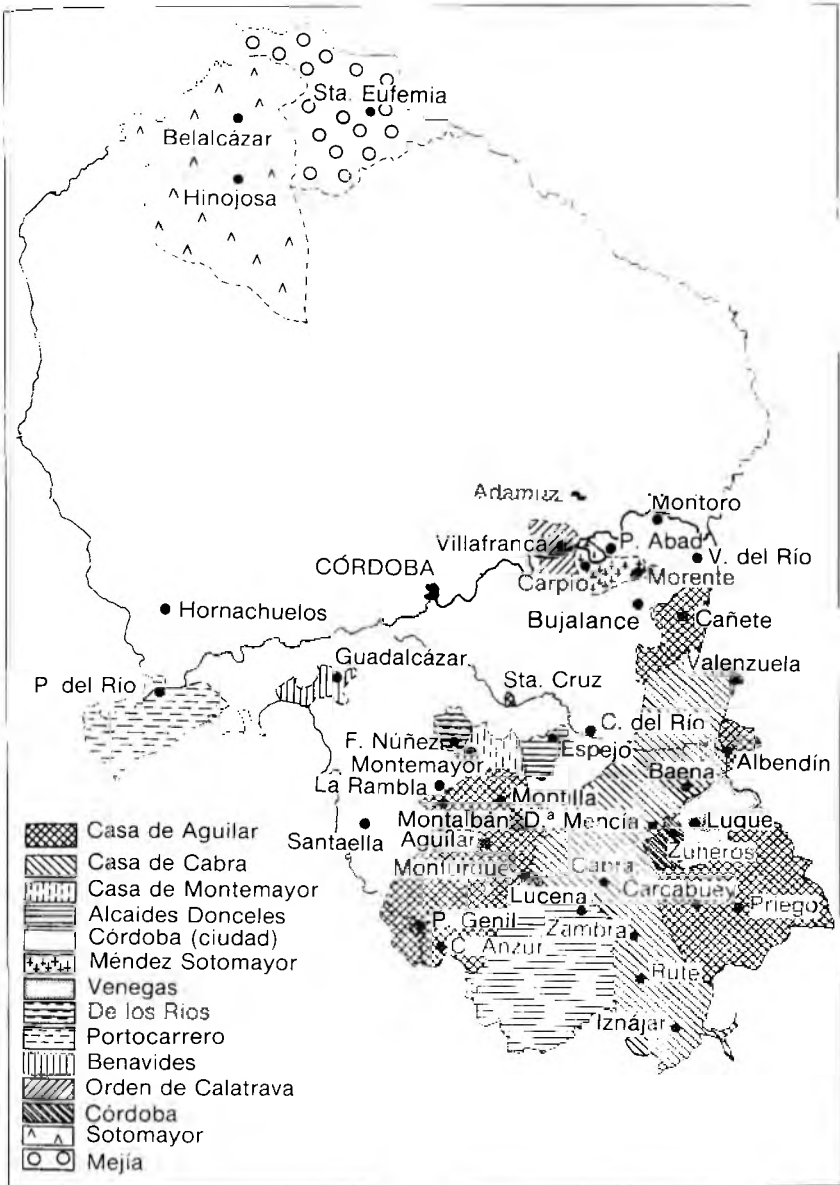 Sta. Eufemia
Belalcázar
Hinojosa
Adamuz
Montoro
Villafranca
P. Abad
V. del Río
CÓRDOBA
Carpio
Morente
Hornachuelos
Bujalance
Cañete
Guadalcázar
Valenzuela
P. del Rio
Sta. Cruz
C. del Río
F. Núñez
Espejo
Albendín
Montemayor
Baena
La Rambla
Montilla
Montalbán
D.ª Mencía
Luque
Santaella
Aguilar
Zuheros
Monturque
Cabra
Carcabuey
Lucena
Priego
P. Genil
Zambra
C. Anzur
Rute
Iznájar
Casa de Aguilar
Casa de Cabra
Casa de Montemayor
Alcaides Donceles
Córdoba (ciudad)
Méndez Sotomayor
Venegas
De los Rios
Portocarrero
Benavides
Orden de Calatrava
Córdoba
Sotomayor
Mejía